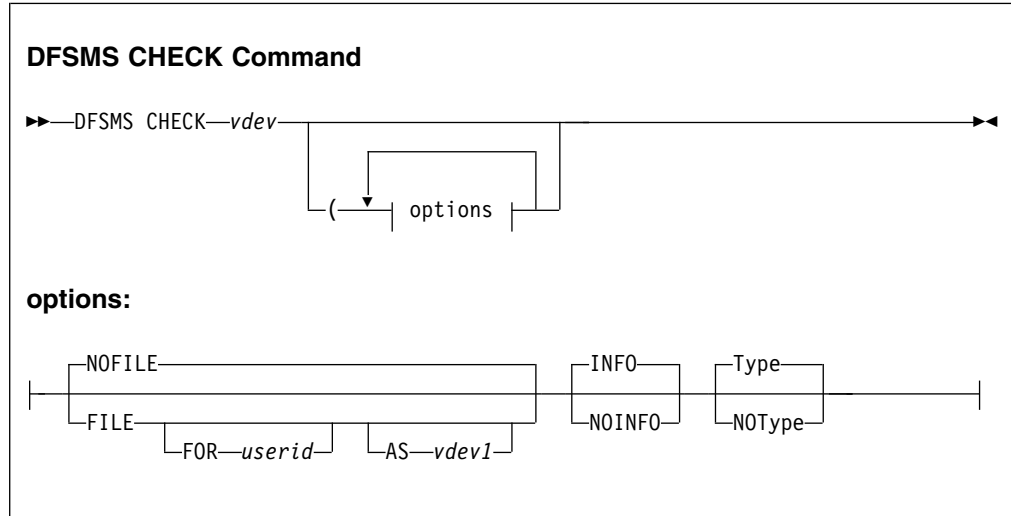 DFSMS CHECK Command
DFSMS CHECK vdev
( options
options:
NOFILE INFO Type
FILE NOINFO NOType
FOR userid AS vdev1